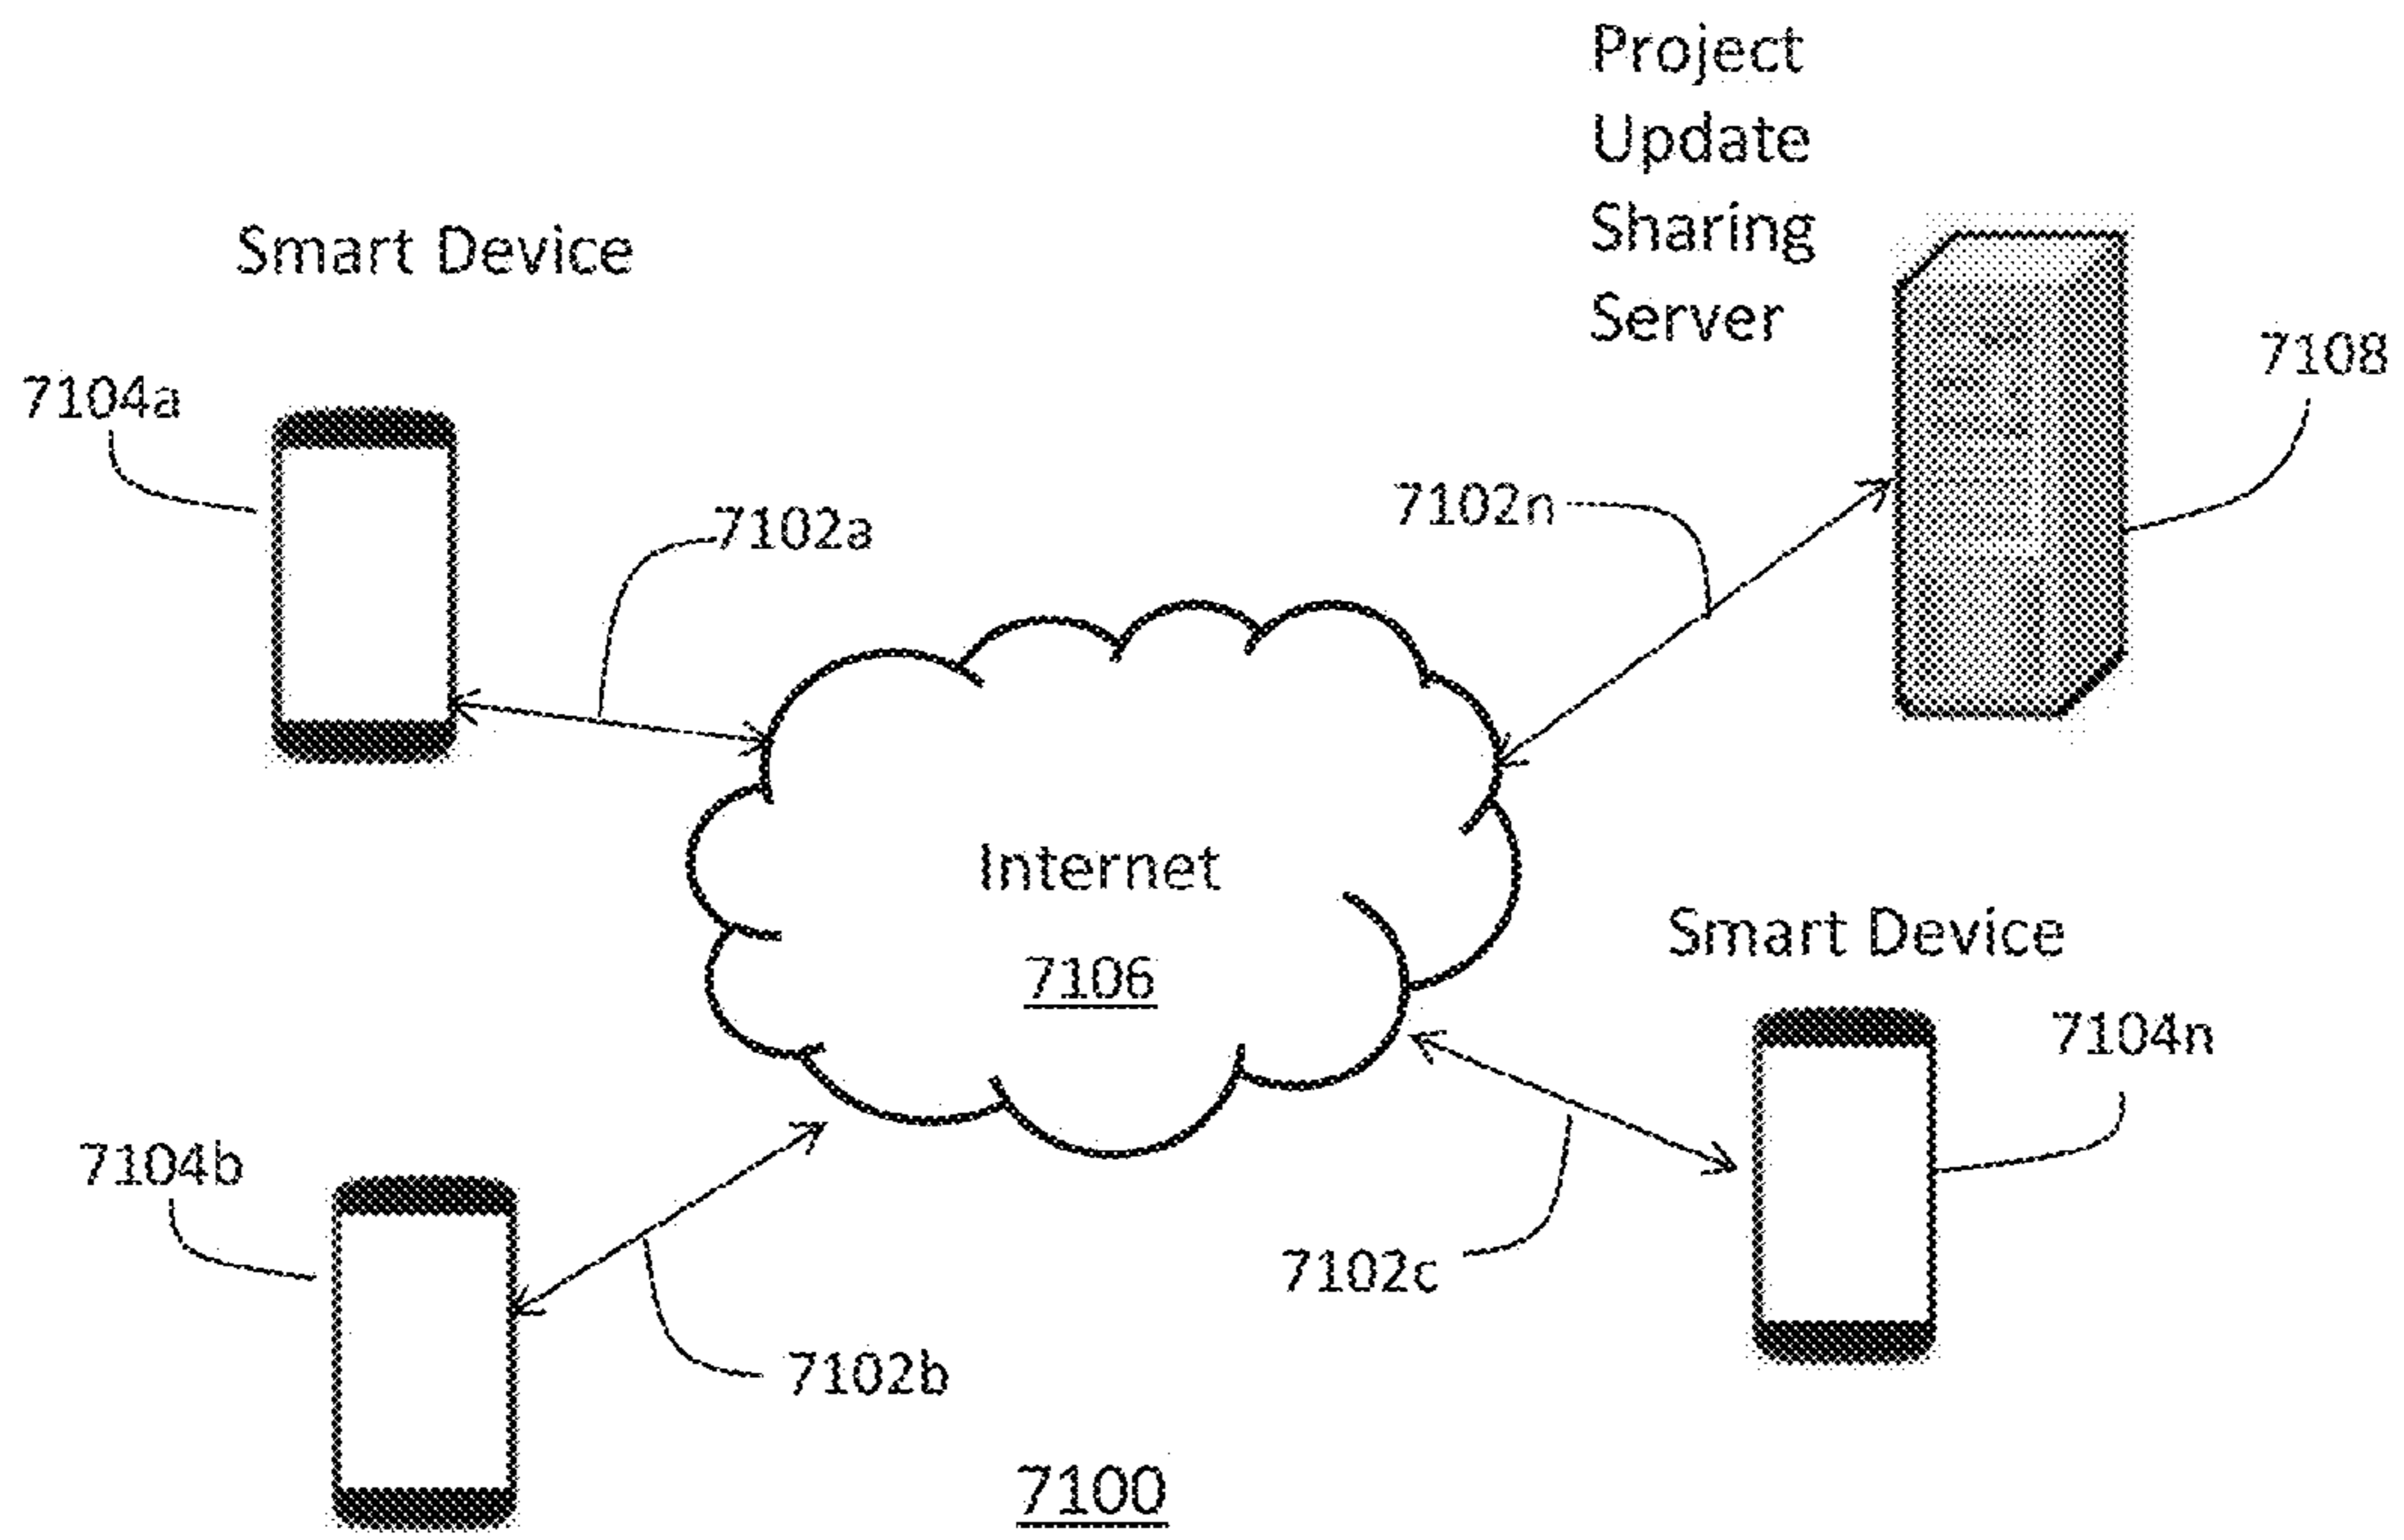 Project
Update
Sharing
Server
Smart Device
7108
7104a
7102n
7102a
Internet
7106
Smart Device
7104n
7104b
7102c
7102b
7100